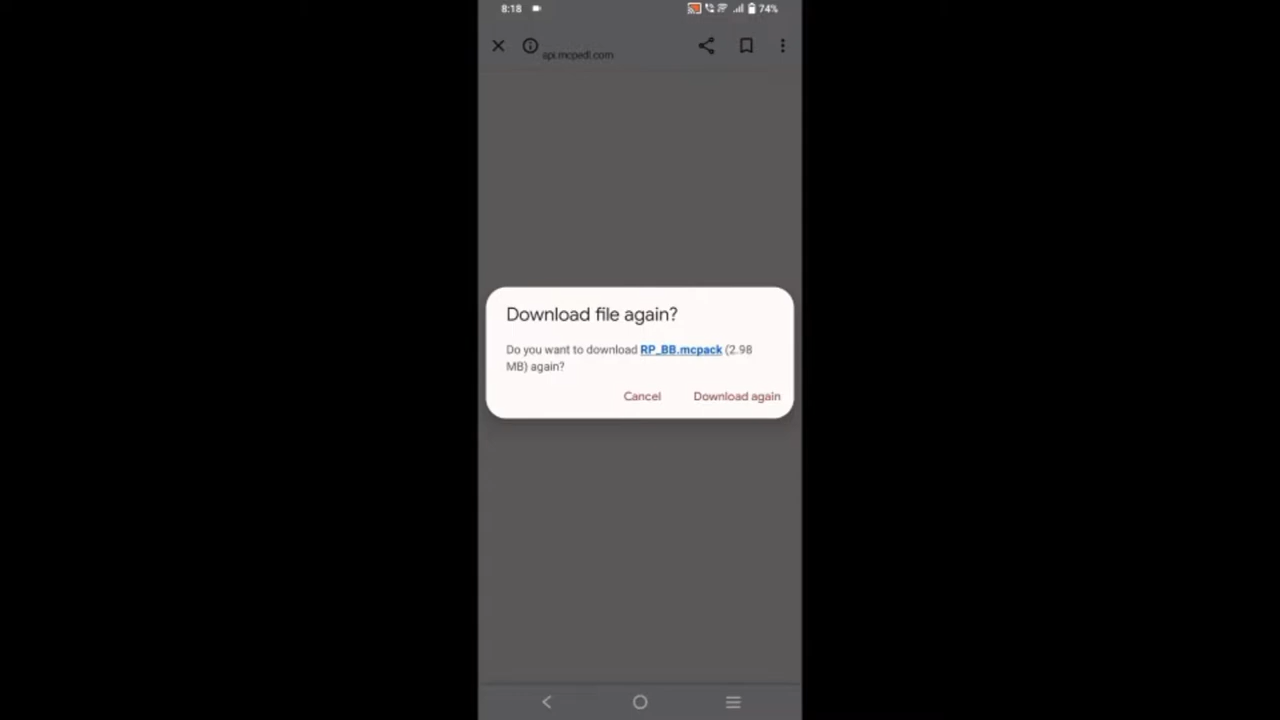 8:18
74%
api.mcpedl.com
Download file again?
Do you want to download RP_BB.mcpack (2.98
MB) again?
Cancel
Download again